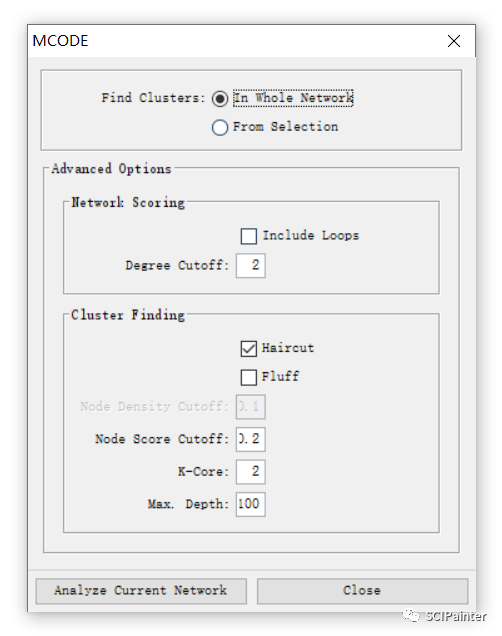 MCODE
Find Clusters: In Whole Network
From Selection
Advanced Options
Network Scoring
Include Loops
Degree Cutoff: 2
Cluster Finding
Haircut
Fluff
Node Density Cutoff: 0.1
Node Score Cutoff: 0.2
K-Core: 2
Max. Depth: 100
Analyze Current Network Close
SCIPainter